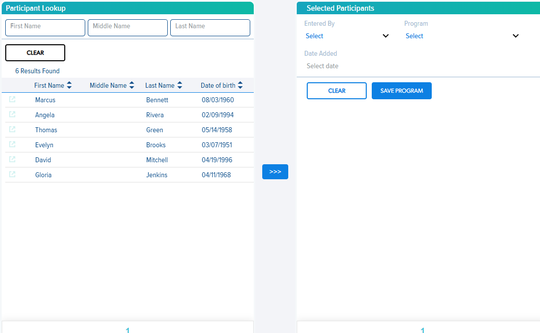 Participant Lookup
First Name Middle Name Last Name
CLEAR
6 Results Found
First Name Middle Name Last Name Date of birth
Marcus Bennett 08/03/1960
Angela Rivera 02/09/1994
Thomas Green 05/14/1958
Evelyn Brooks 03/07/1951
David Mitchell 04/19/1996
Gloria Jenkins 04/11/1968
1
>>>
Selected Participants
Entered By Program
Select Select
Date Added
Select date
CLEAR SAVE PROGRAM
1